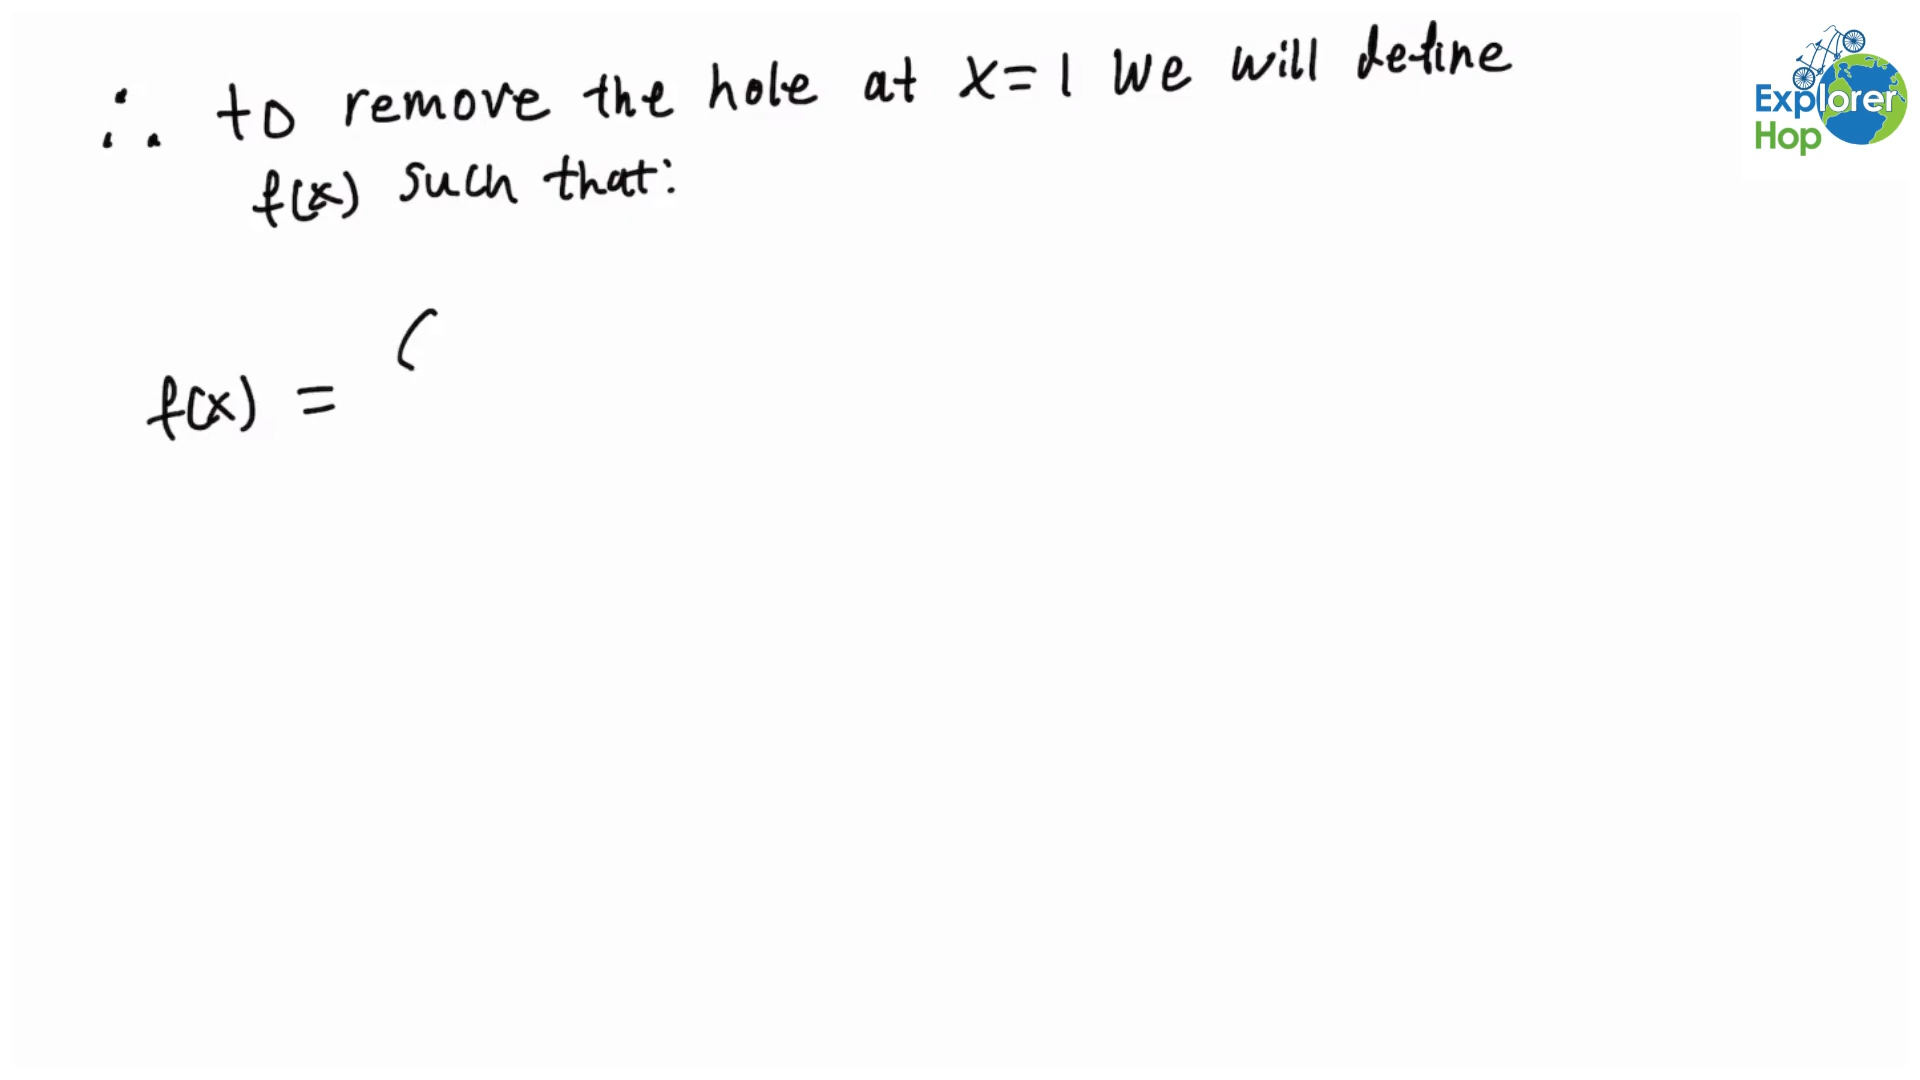 ∴ to remove the hole at x=1 we will define
f(x) such that:
f(x) = (
Explorer
Hop